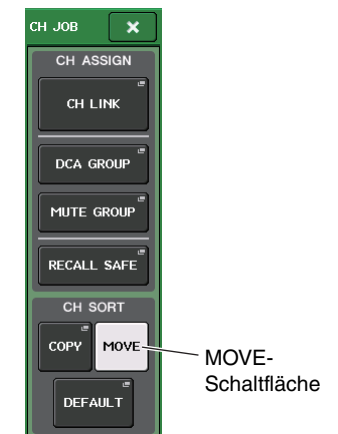 CH JOB
×
CH ASSIGN
CH LINK
DCA GROUP
MUTE GROUP
RECALL SAFE
CH SORT
COPY
MOVE
DEFAULT
MOVE-
Schaltfläche